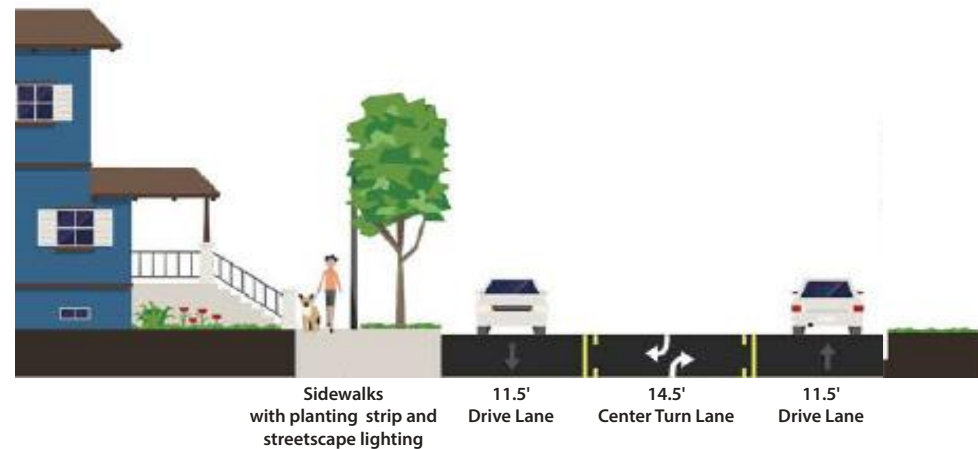 Sidewalks
with planting strip and
streetscape lighting
11.5'
Drive Lane
14.5'
Center Turn Lane
11.5'
Drive Lane